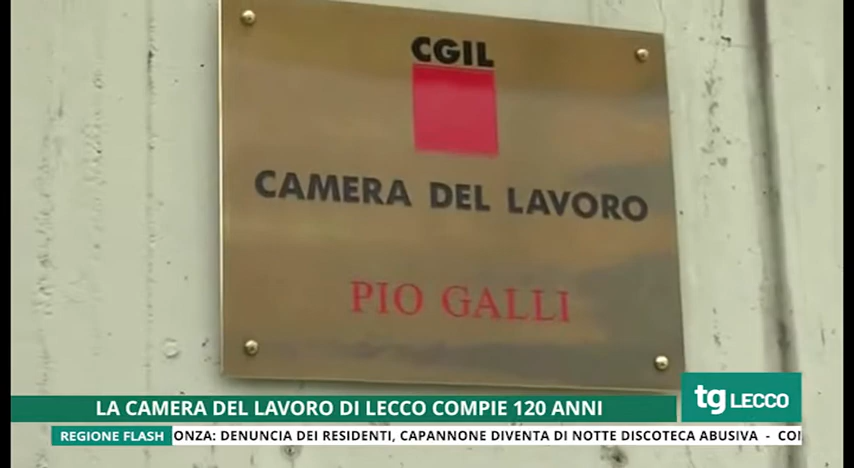 CGIL
CAMERA DEL LAVORO
PIO GALLI
LA CAMERA DEL LAVORO DI LECCO COMPIE 120 ANNI
tg LECCO
REGIONE FLASH
ONZA: DENUNCIA DEI RESIDENTI, CAPANNONE DIVENTA DI NOTTE DISCOTECA ABUSIVA -